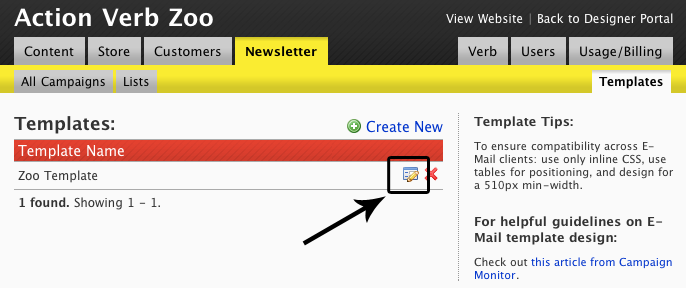 Action Verb Zoo
View Website | Back to Designer Portal
Content Store Customers Newsletter Verb Users Usage/Billing
All Campaigns Lists Templates
Templates:
Create New
Template Name
Zoo Template
1 found. Showing 1 - 1.
Template Tips:
To ensure compatibility across E-
Mail clients: use only inline CSS, use
tables for positioning, and design for
a 510px min-width.
For helpful guidelines on E-
Mail template design:
Check out this article from Campaign
Monitor.